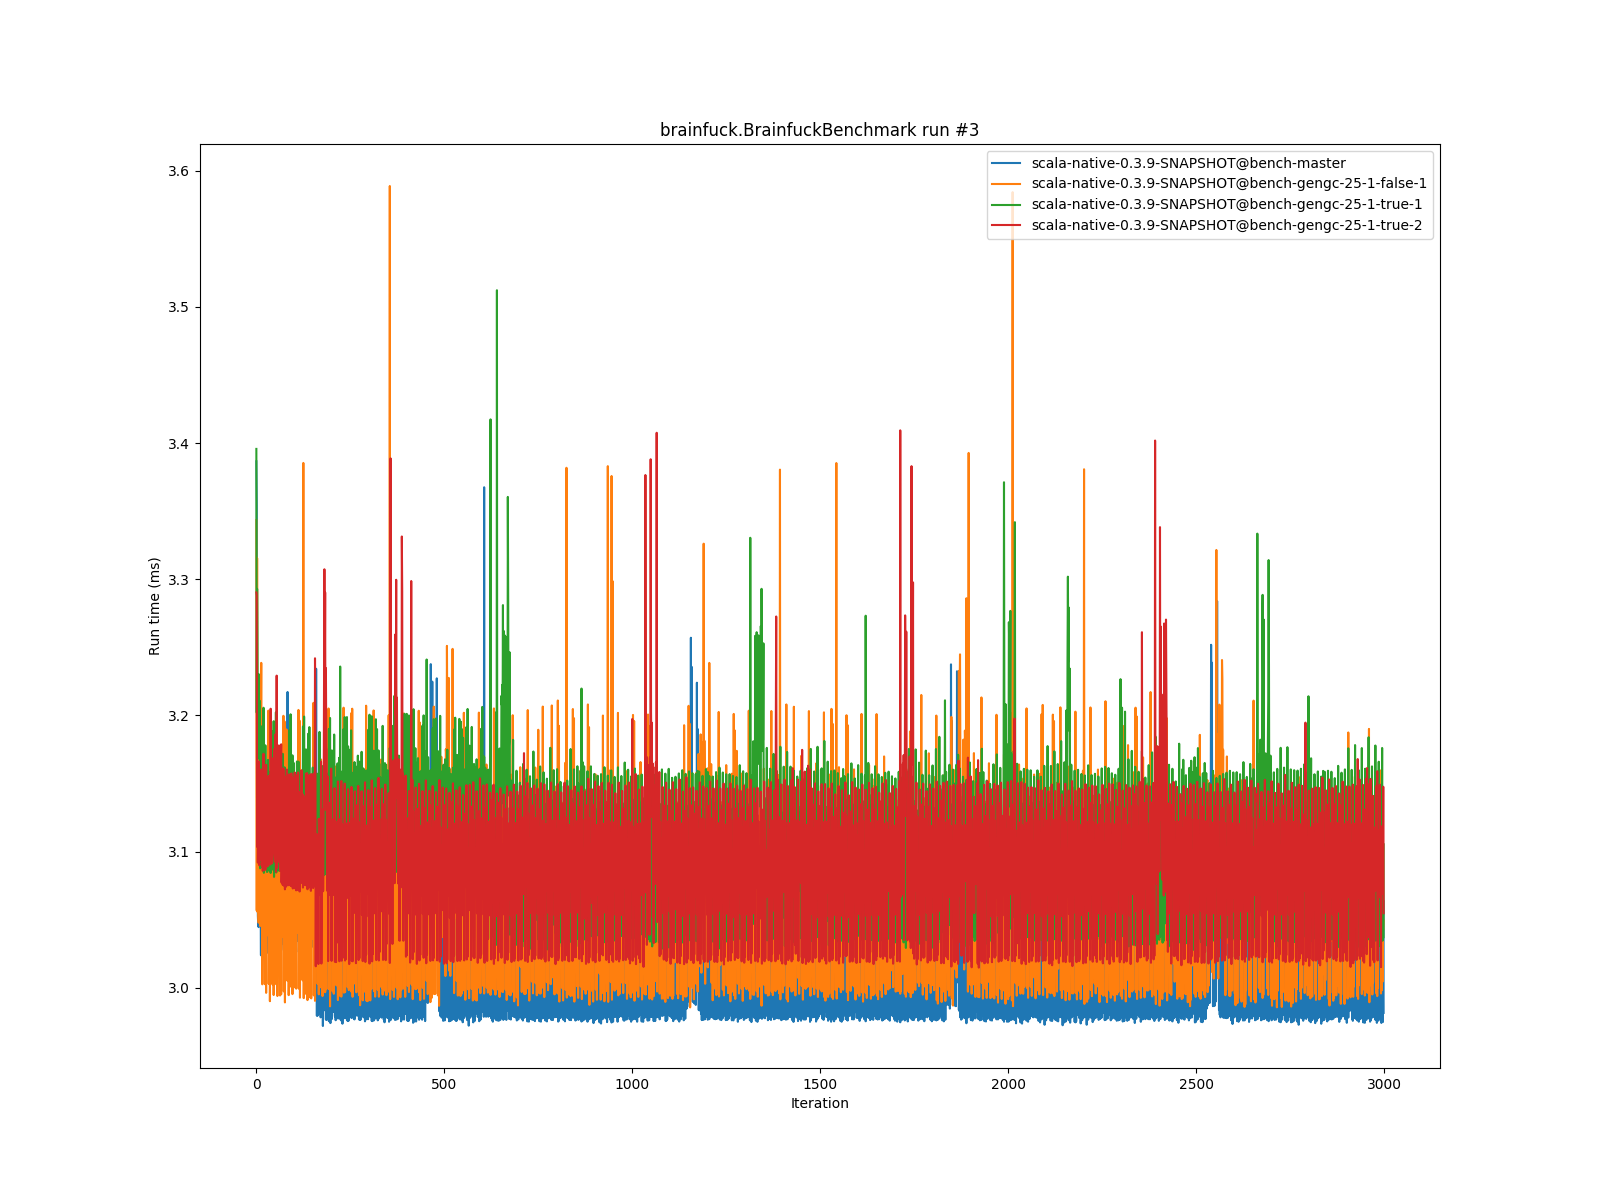 brainfuck.BrainfuckBenchmark run #3
scala-native-0.3.9-SNAPSHOT@bench-master
scala-native-0.3.9-SNAPSHOT@bench-gengc-25-1-false-1
scala-native-0.3.9-SNAPSHOT@bench-gengc-25-1-true-1
scala-native-0.3.9-SNAPSHOT@bench-gengc-25-1-true-2
3.6
3.5
3.4
3.3
3.2
3.1
3.0
Run time (ms)
0 500 1000 1500 2000 2500 3000
Iteration